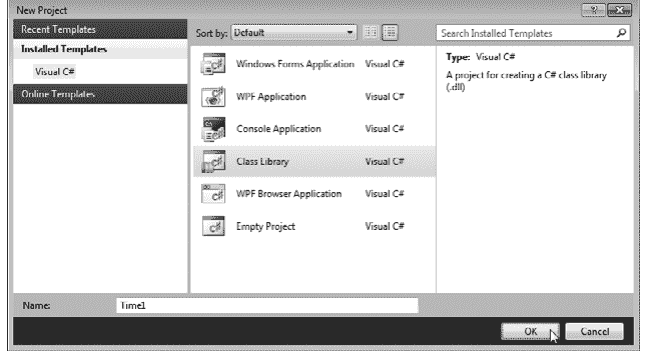 New Project
Recent Templates
Installed Templates
Visual C#
Online Templates
Sort by: Default
Windows Forms Application Visual C#
WPF Application Visual C#
Console Application Visual C#
Class Library Visual C#
WPF Browser Application Visual C#
Empty Project Visual C#
Search Installed Templates
Type: Visual C#
A project for creating a C# class library
(.dll)
Name: Time1
OK Cancel